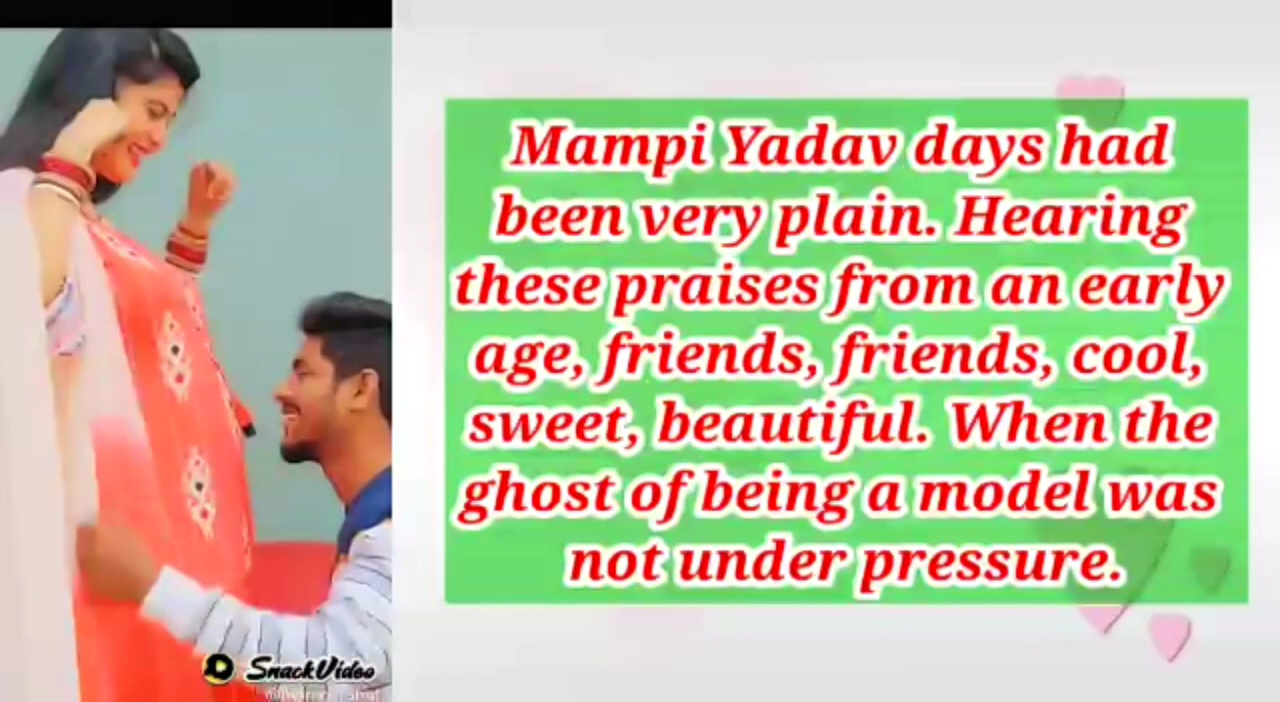 Mampi Yadav days had
been very plain. Hearing
these praises from an early
age, friends, friends, cool,
sweet, beautiful. When the
ghost of being a model was
not under pressure.
SnackVideo